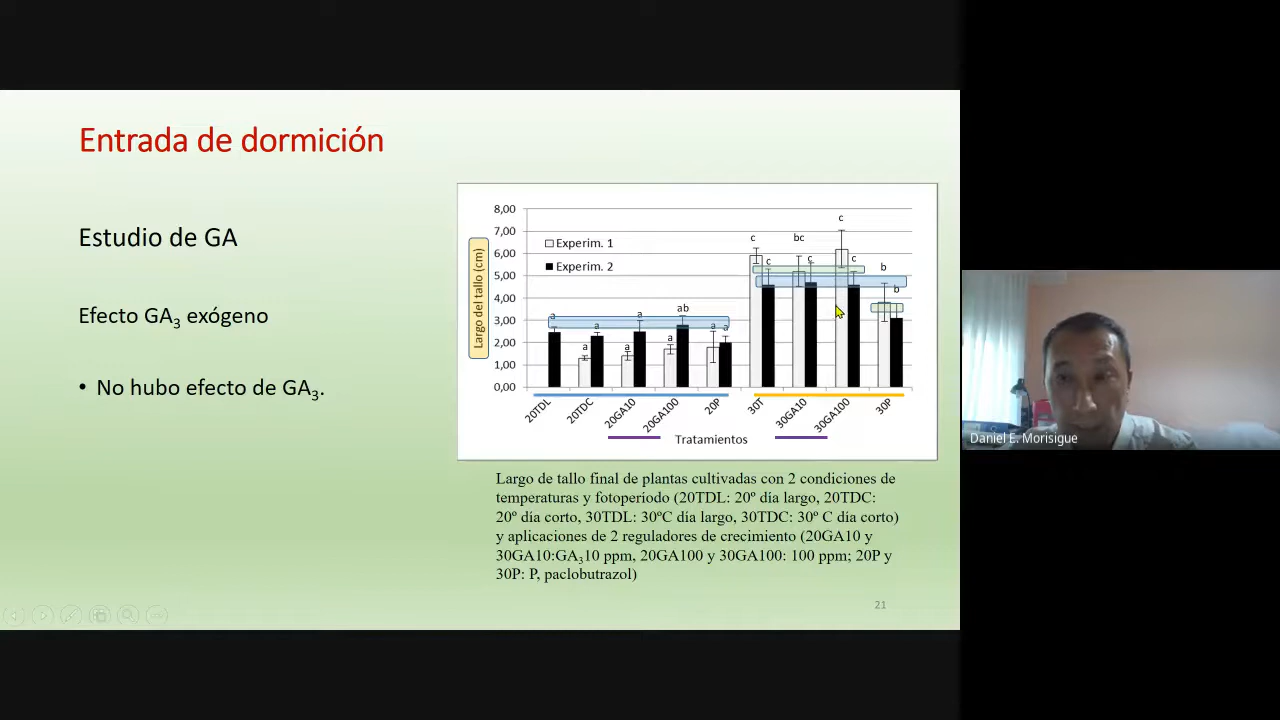 Entrada de dormición
Estudio de GA
Efecto GA3 exógeno
• No hubo efecto de GA3.
Largo del tallo (cm)
8,00
7,00
6,00
5,00
4,00
3,00
2,00
1,00
0,00
Experim. 1
Experim. 2
a
a
a
a
a
a
ab
a
a
c
c
bc
c
c
c
b
b
20TDL
20TDC
20GA10
20GA100
20P
30T
30GA10
30GA100
30P
Tratamientos
Largo de tallo final de plantas cultivadas con 2 condiciones de
temperaturas y fotoperíodo (20TDL: 20º día largo, 20TDC:
20º día corto, 30TDL: 30ºC día largo, 30TDC: 30º C día corto)
y aplicaciones de 2 reguladores de crecimiento (20GA10 y
30GA10:GA310 ppm, 20GA100 y 30GA100: 100 ppm; 20P y
30P: P, paclobutrazol)
21
Daniel E. Morisigue